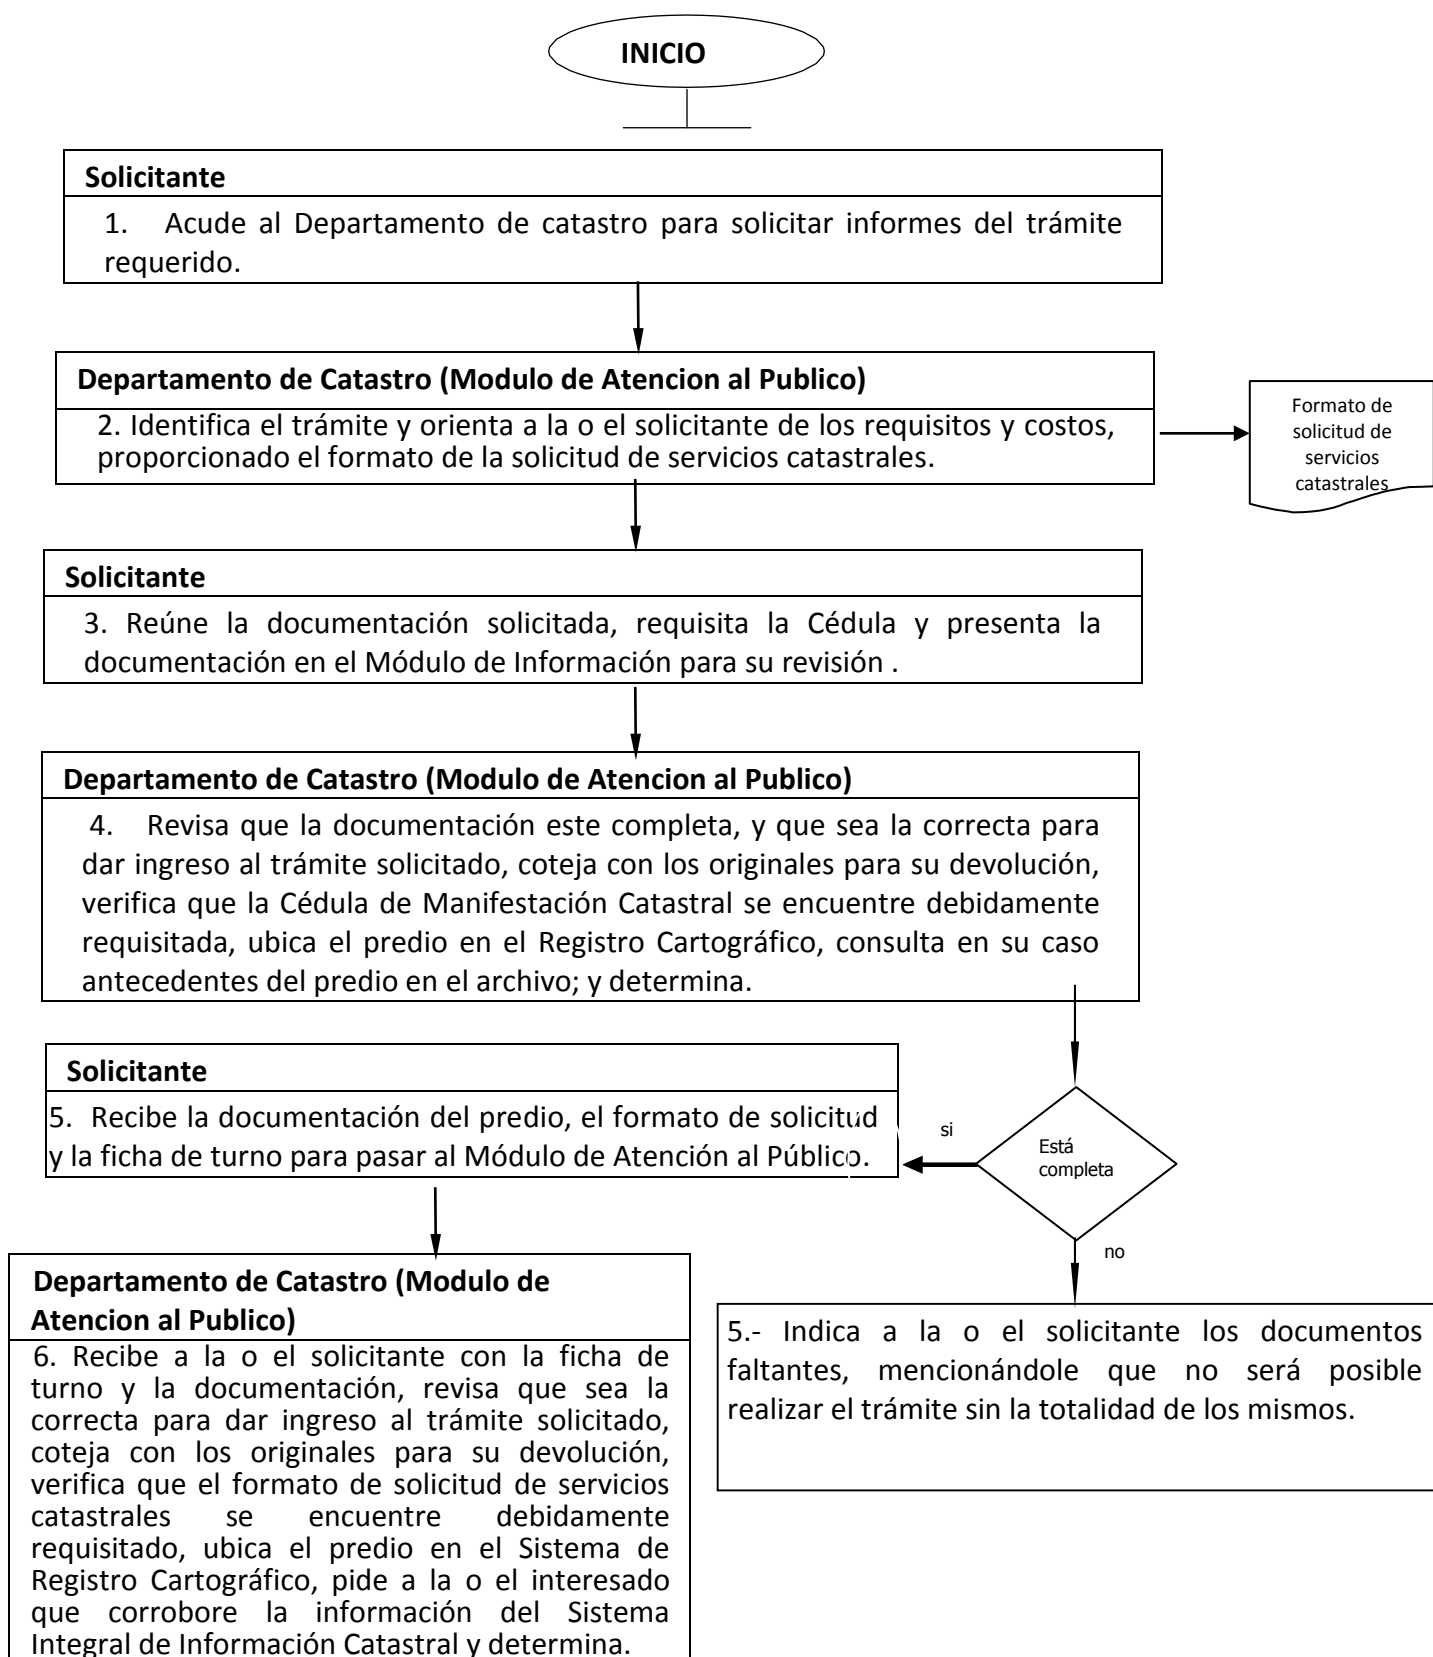 INICIO
Solicitante
1. Acude al Departamento de catastro para solicitar informes del trámite
requerido.
Departamento de Catastro (Modulo de Atencion al Publico)
2. Identifica el trámite y orienta a la o el solicitante de los requisitos y costos,
proporcionado el formato de la solicitud de servicios catastrales.
Formato de
solicitud de
servicios
catastrales
Solicitante
3. Reúne la documentación solicitada, requisita la Cédula y presenta la
documentación en el Módulo de Información para su revisión .
Departamento de Catastro (Modulo de Atencion al Publico)
4. Revisa que la documentación este completa, y que sea la correcta para
dar ingreso al trámite solicitado, coteja con los originales para su devolución,
verifica que la Cédula de Manifestación Catastral se encuentre debidamente
requisitada, ubica el predio en el Registro Cartográfico, consulta en su caso
antecedentes del predio en el archivo; y determina.
Solicitante
5. Recibe la documentación del predio, el formato de solicitud
y la ficha de turno para pasar al Módulo de Atención al Público.
si
Está
completa
no
Departamento de Catastro (Modulo de
Atencion al Publico)
6. Recibe a la o el solicitante con la ficha de
turno y la documentación, revisa que sea la
correcta para dar ingreso al trámite solicitado,
coteja con los originales para su devolución,
verifica que el formato de solicitud de servicios
catastrales se encuentre debidamente
requisitado, ubica el predio en el Sistema de
Registro Cartográfico, pide a la o el interesado
que corrobore la información del Sistema
Integral de Información Catastral y determina.
5.- Indica a la o el solicitante los documentos
faltantes, mencionándole que no será posible
realizar el trámite sin la totalidad de los mismos.